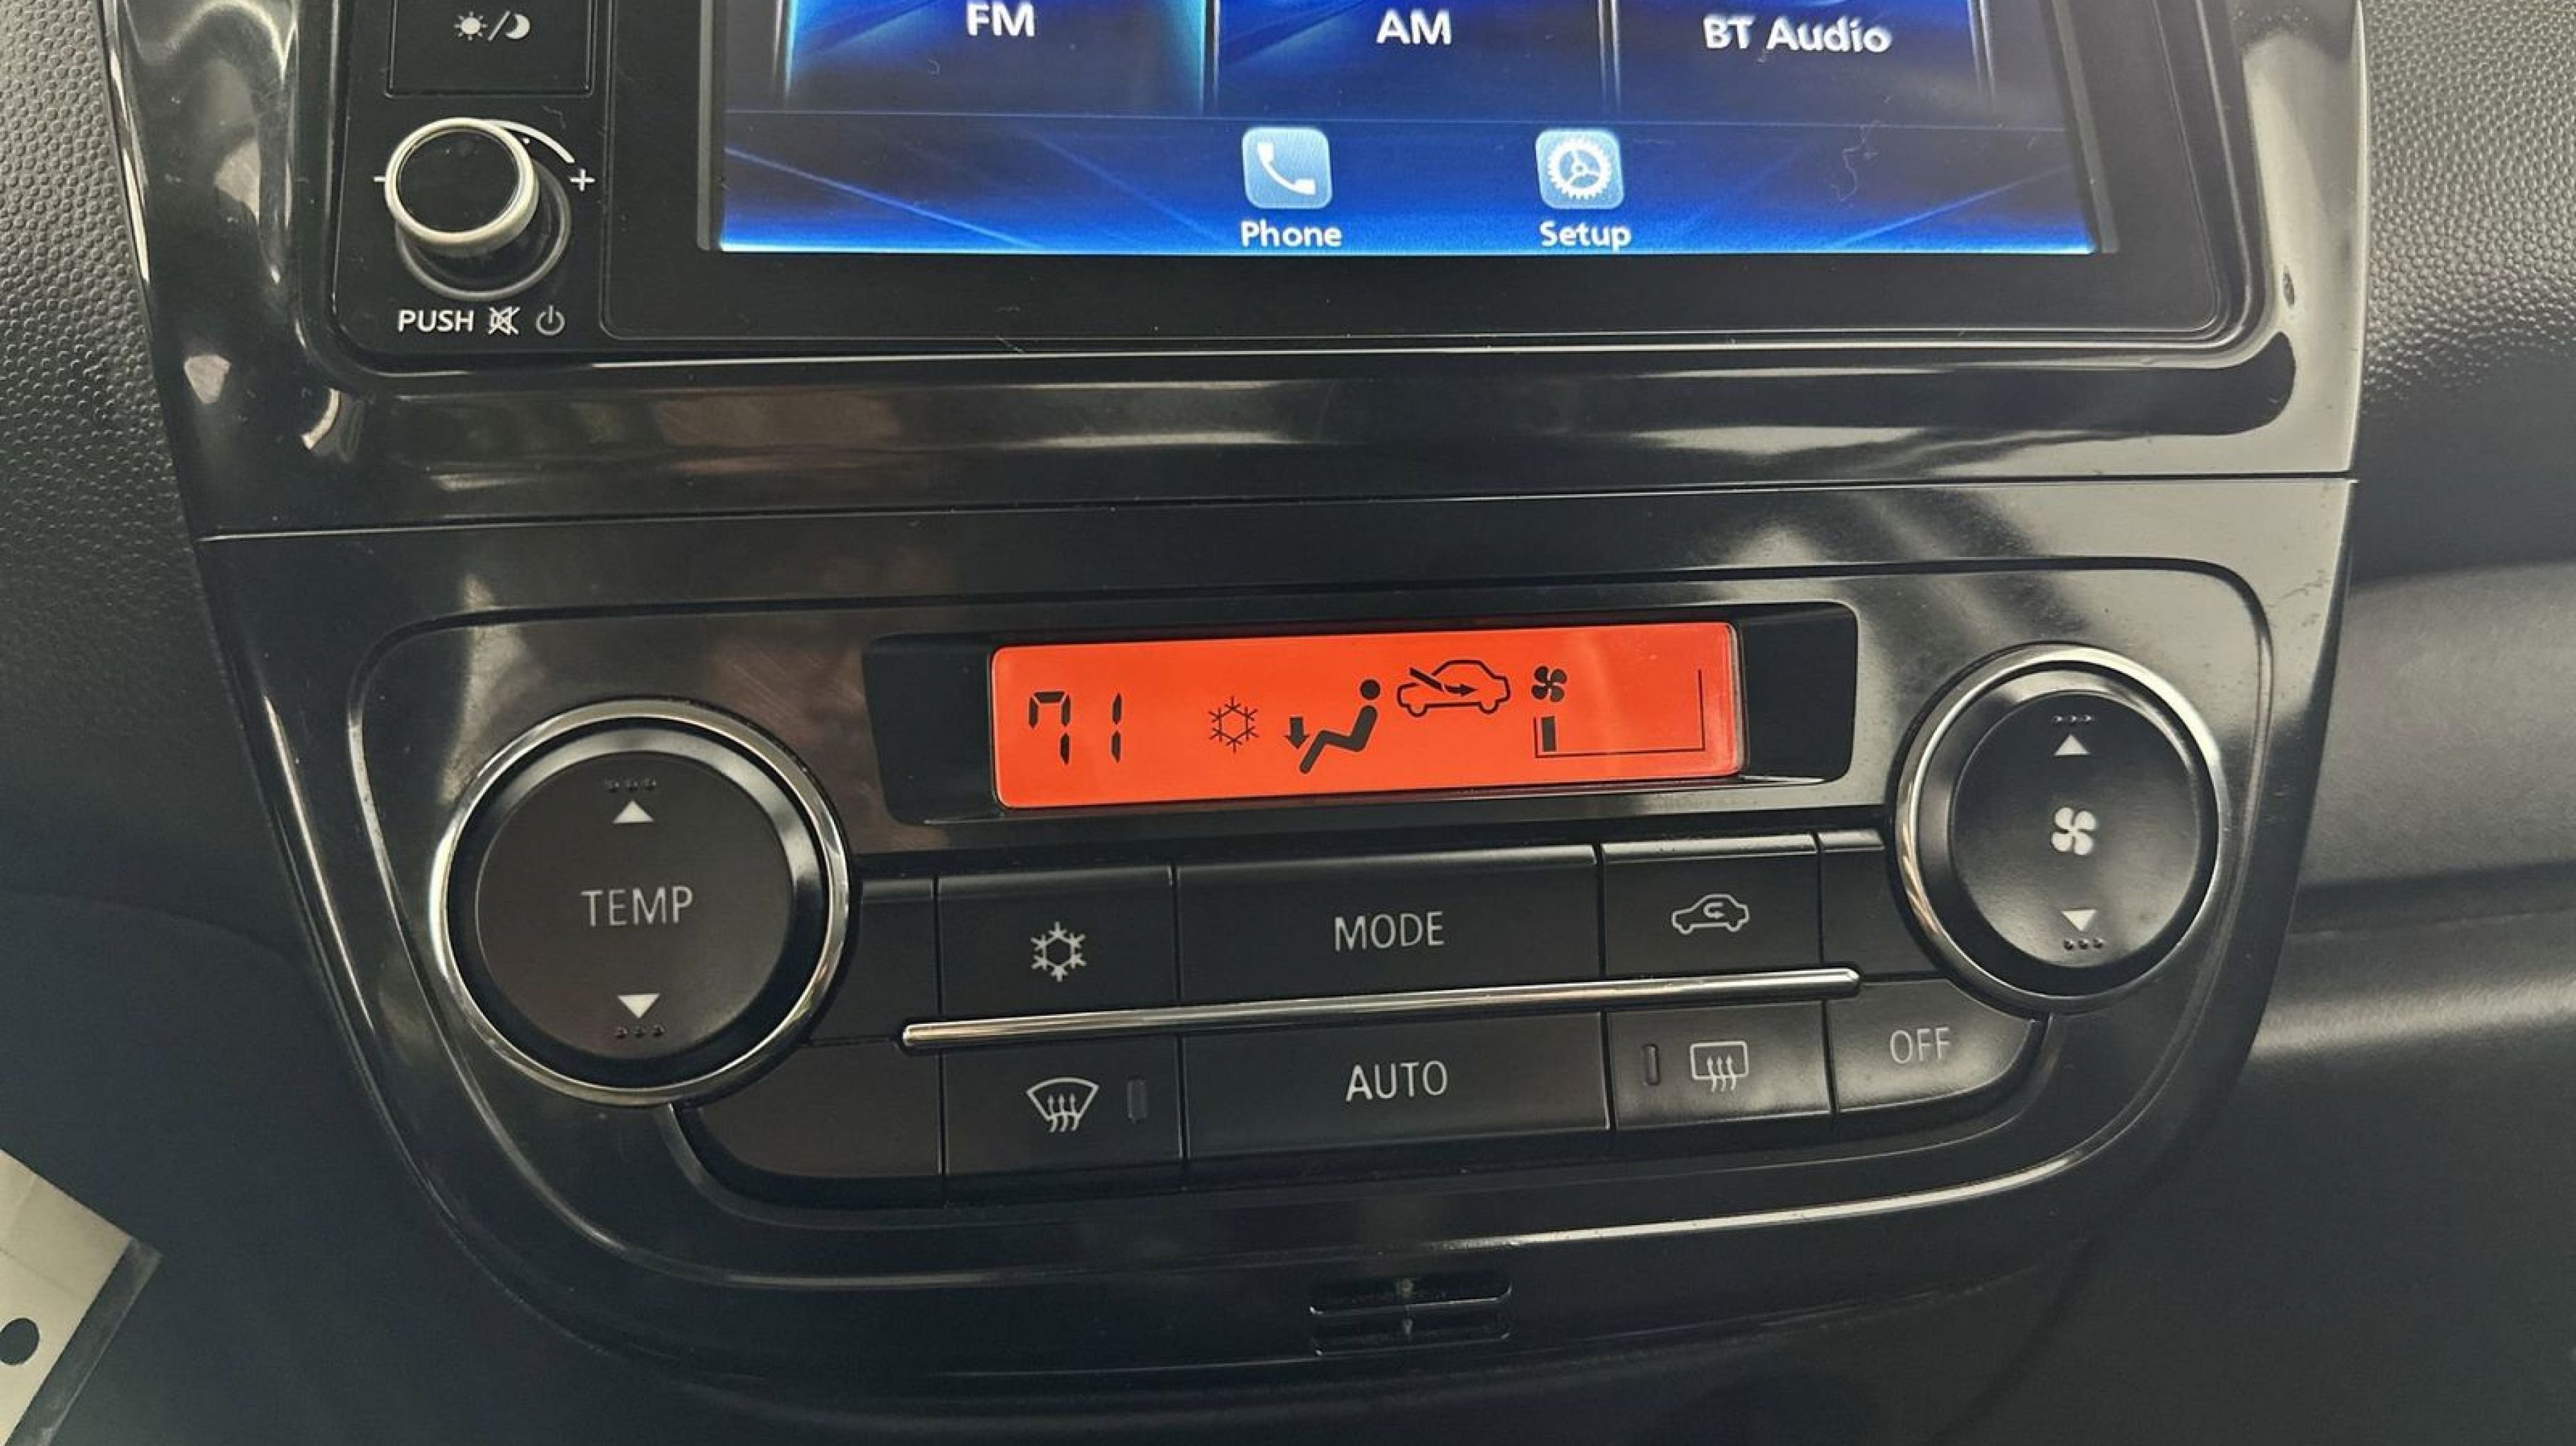 FM
AM
BT Audio
- +
Phone
Setup
PUSH
71
TEMP
MODE
AUTO
OFF